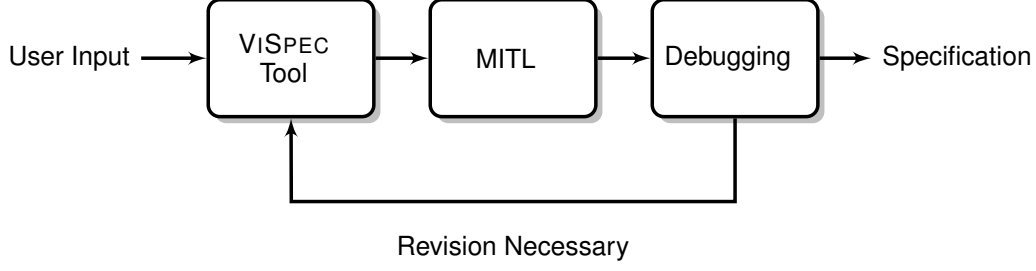 User Input
VISPEC
Tool
MITL
Debugging
Specification
Revision Necessary